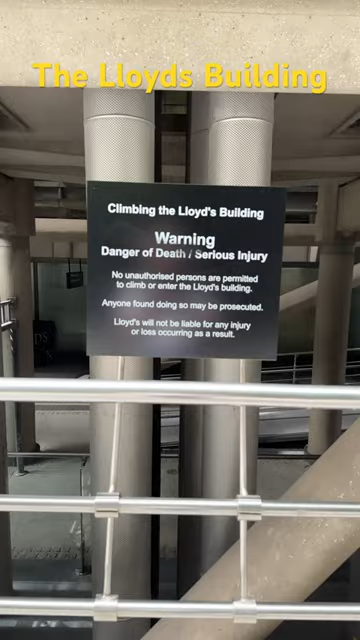 The Lloyds Building
Climbing the Lloyd's Building
Warning
Danger of Death / Serious Injury
No unauthorised persons are permitted
to climb or enter the Lloyd's building.
Anyone found doing so may be prosecuted.
Lloyd's will not be liable for any injury
or loss occurring as a result.